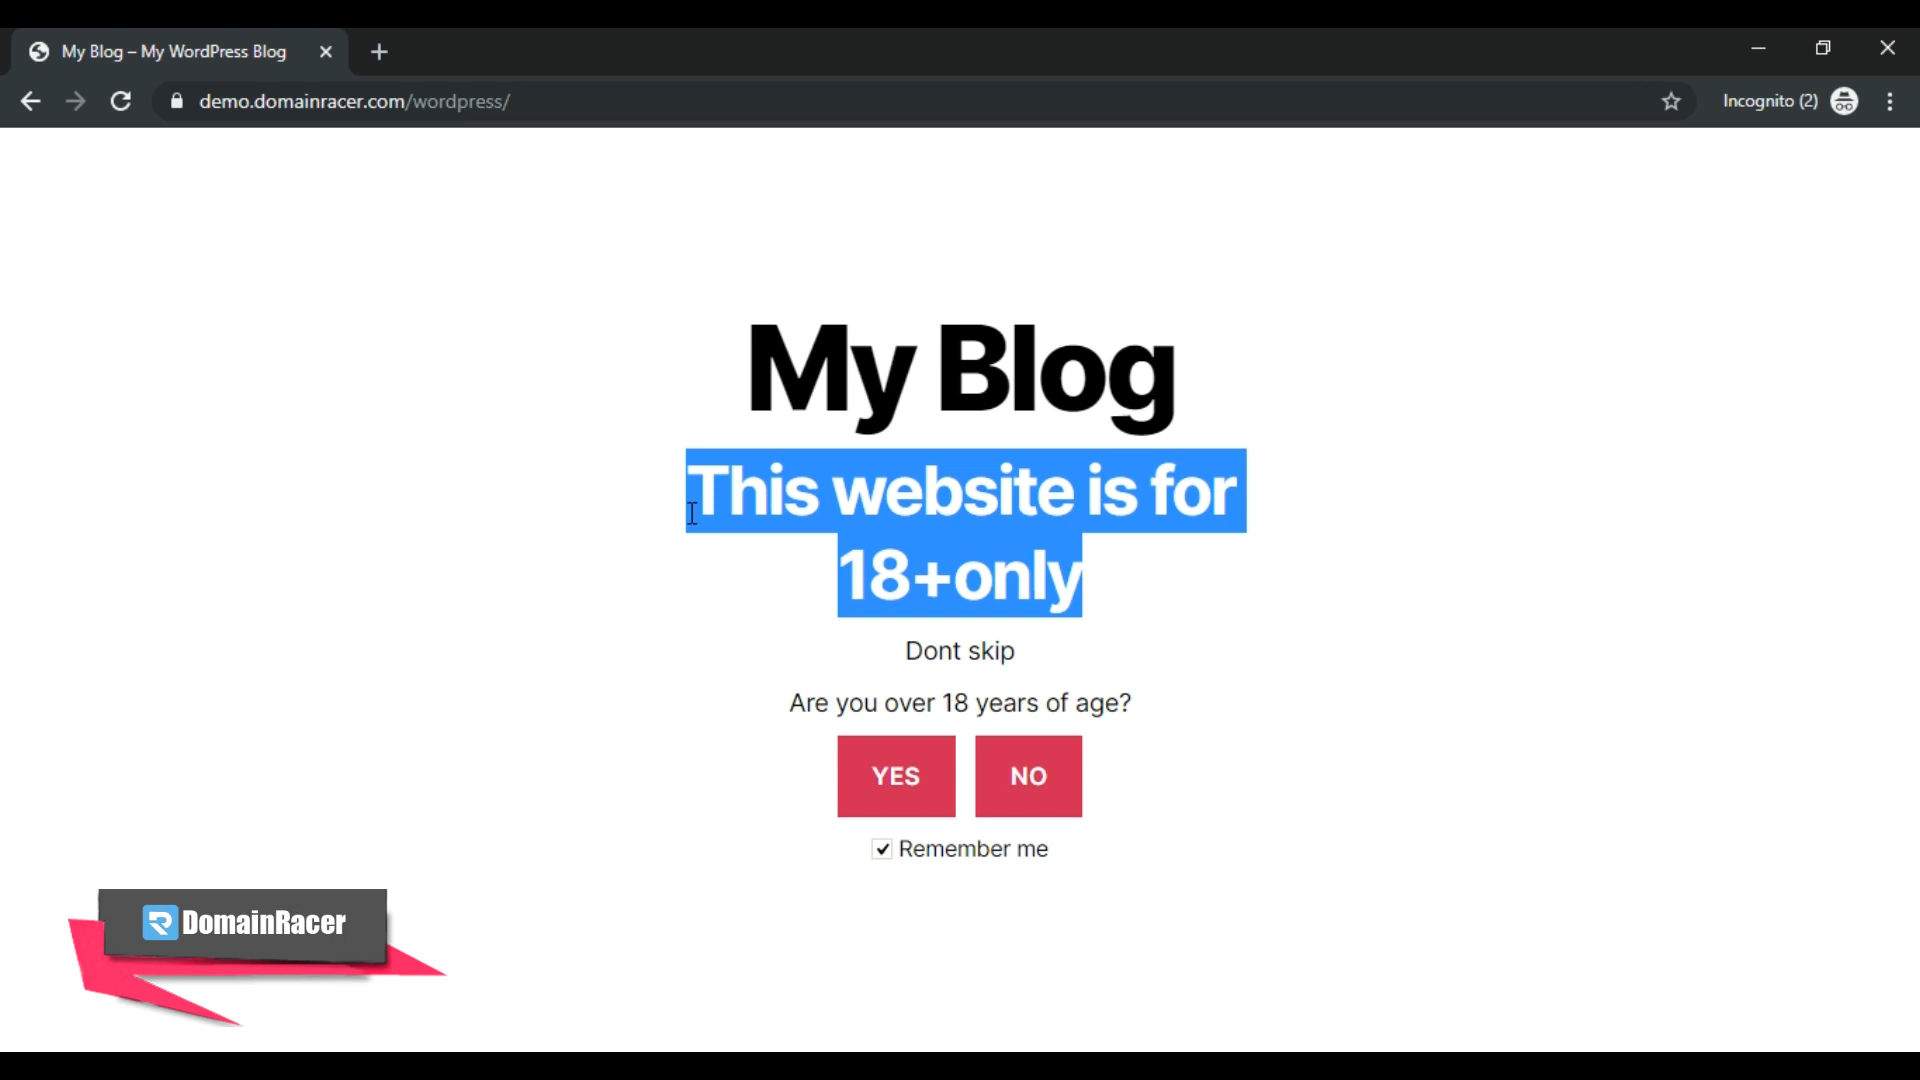 My Blog – My WordPress Blog
demo.domainracer.com/wordpress/
Incognito (2)
My Blog
This website is for
18+only
Dont skip
Are you over 18 years of age?
YES NO
Remember me
DomainRacer